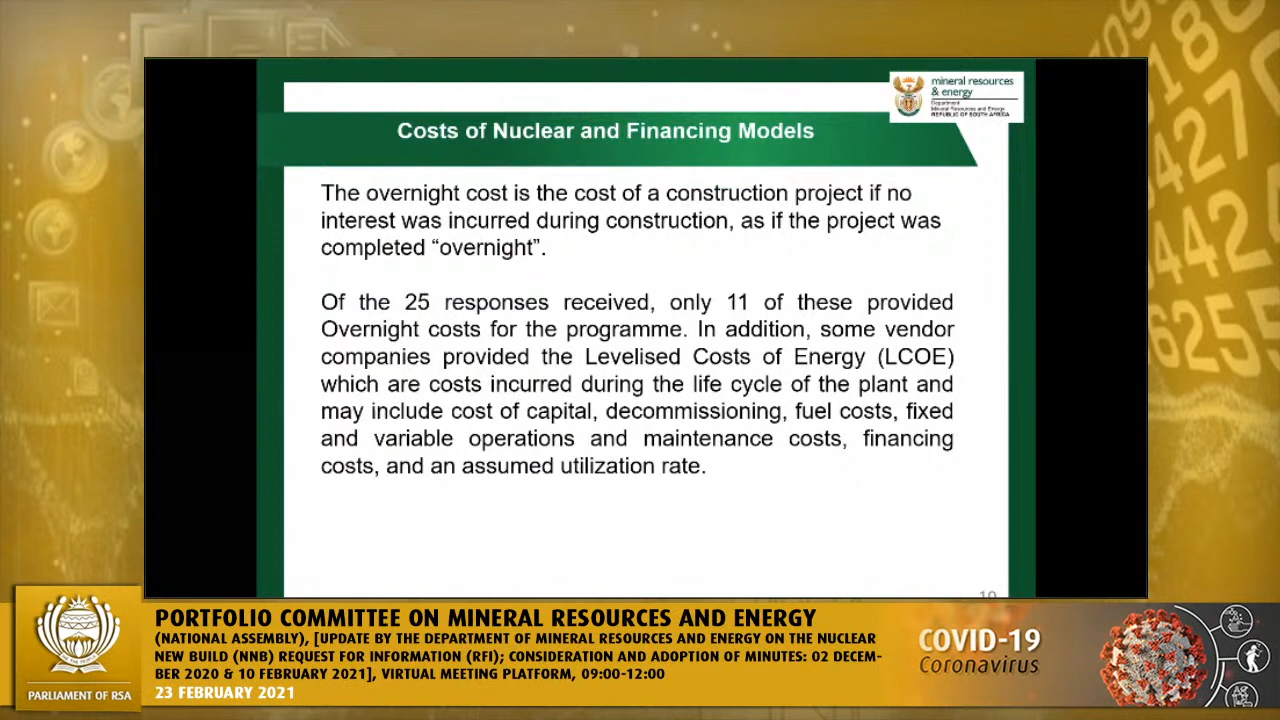 mineral resources
& energy
Department:
Mineral Resources and Energy
REPUBLIC OF SOUTH AFRICA
Costs of Nuclear and Financing Models
The overnight cost is the cost of a construction project if no
interest was incurred during construction, as if the project was
completed “overnight”.
Of the 25 responses received, only 11 of these provided
Overnight costs for the programme. In addition, some vendor
companies provided the Levelised Costs of Energy (LCOE)
which are costs incurred during the life cycle of the plant and
may include cost of capital, decommissioning, fuel costs, fixed
and variable operations and maintenance costs, financing
costs, and an assumed utilization rate.
PARLIAMENT OF RSA
PORTFOLIO COMMITTEE ON MINERAL RESOURCES AND ENERGY
(NATIONAL ASSEMBLY), [UPDATE BY THE DEPARTMENT OF MINERAL RESOURCES AND ENERGY ON THE NUCLEAR
NEW BUILD (NNB) REQUEST FOR INFORMATION (RFI); CONSIDERATION AND ADOPTION OF MINUTES: 02 DECEM-
BER 2020 & 10 FEBRUARY 2021], VIRTUAL MEETING PLATFORM, 09:00-12:00
23 FEBRUARY 2021
COVID-19
Coronavirus